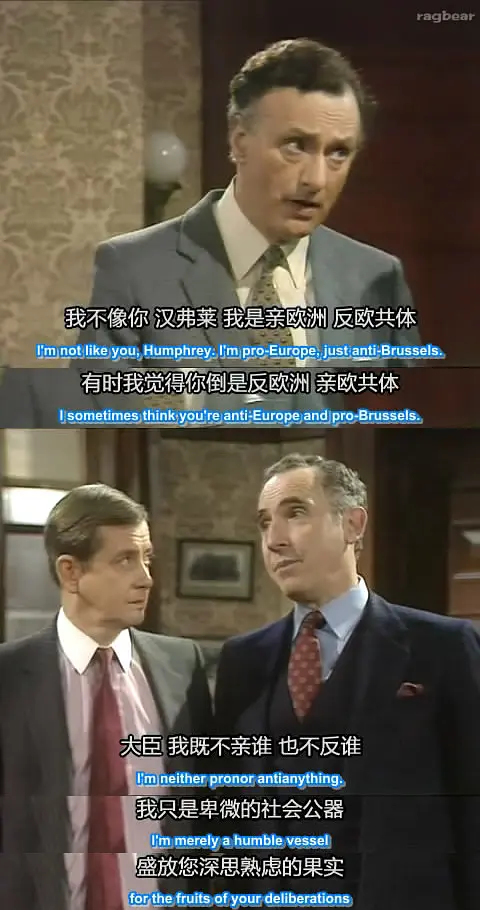 ragbear
我不像你 汉弗莱 我是亲欧洲 反欧共体
I'm not like you, Humphrey. I'm pro-Europe, just anti-Brussels.
有时我觉得你倒是反欧洲 亲欧共体
I sometimes think you're anti-Europe and pro-Brussels.
大臣 我既不亲谁 也不反谁
I'm neither pronor antianything.
我只是卑微的社会公器
I'm merely a humble vessel
盛放您深思熟虑的果实
for the fruits of your deliberations